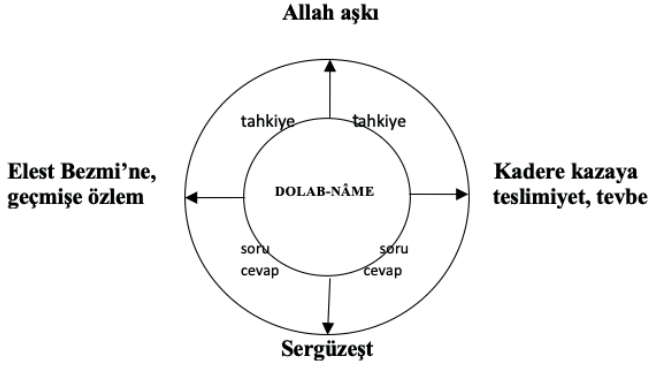 Allah aşkı
tahkiye tahkiye
Elest Bezmi’ne,
geçmişe özlem
DOLAB-NÂME
Kadere kazaya
teslimiyet, tevbe
soru
cevap
soru
cevap
Sergüzeşt